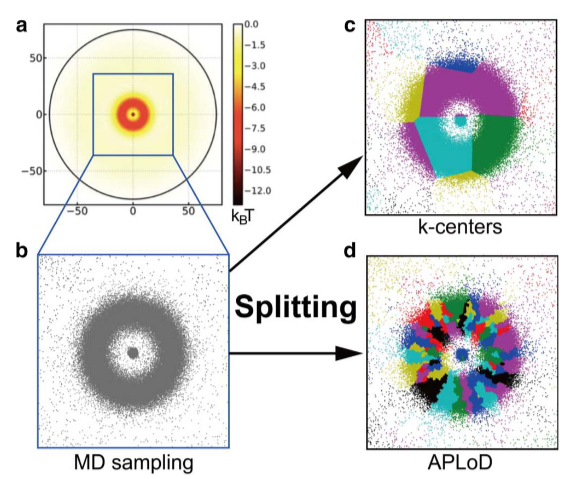 a
50
0
−50
−50
0
50
0.0
−1.5
−3.0
−4.5
−6.0
−7.5
−9.0
−10.5
−12.0
kBT
c
k-centers
b
MD sampling
Splitting
d
APLoD